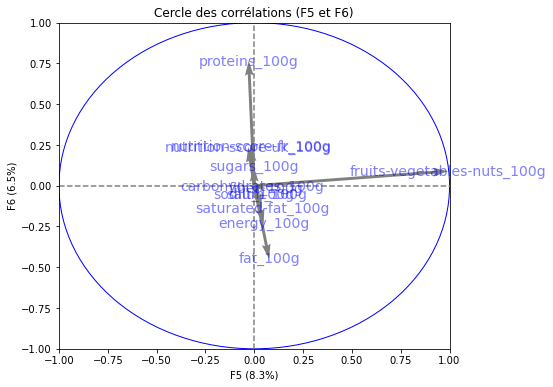 Cercle des corrélations (F5 et F6)
F6 (6.5%)
1.00
0.75
0.50
0.25
0.00
−0.25
−0.50
−0.75
−1.00
proteins_100g
sugars_100g
fruits-vegetables-nuts_100g
carbohydrates_100g
saturated-fat_100g
energy_100g
fat_100g
−1.00 −0.75 −0.50 −0.25 0.00 0.25 0.50 0.75 1.00
F5 (8.3%)